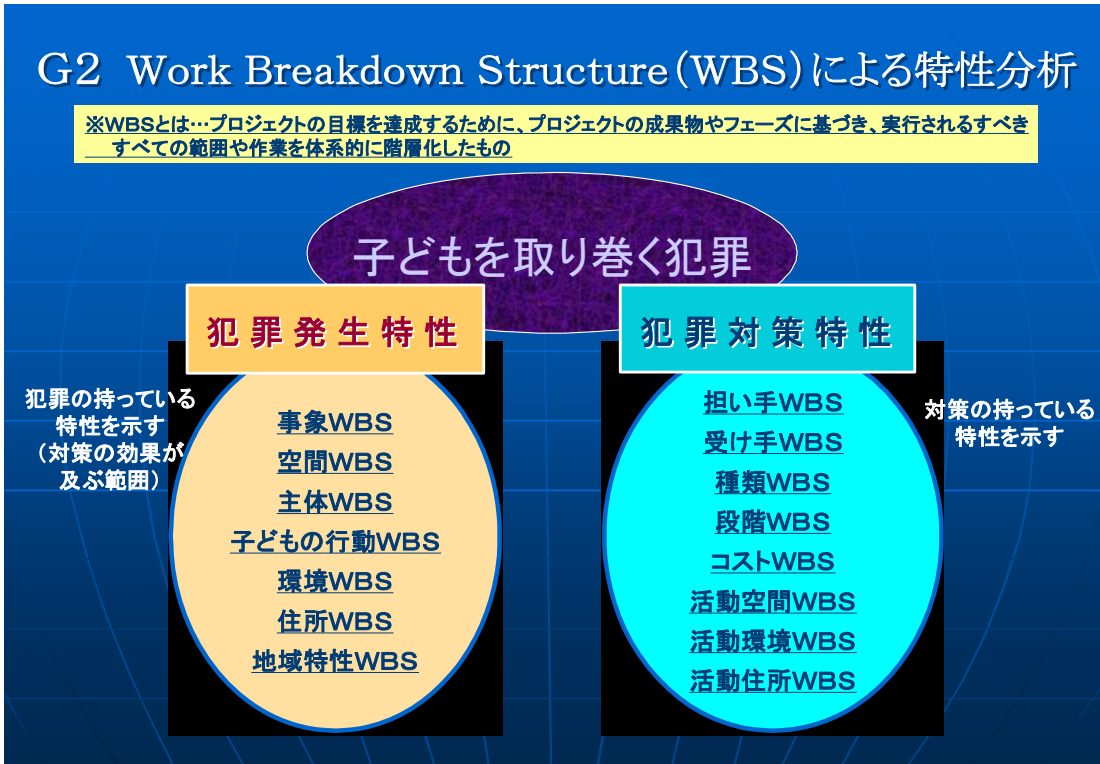 G2 Work Breakdown Structure（WBS）による特性分析
※WBSとは…プロジェクトの目標を達成するために、プロジェクトの成果物やフェーズに基づき、実行されるすべき
すべての範囲や作業を体系的に階層化したもの
子どもを取り巻く犯罪
犯罪発生特性
犯罪の持っている
特性を示す
（対策の効果が
及ぶ範囲）
事象WBS
空間WBS
主体WBS
子どもの行動WBS
環境WBS
住所WBS
地域特性WBS
犯罪対策特性
担い手WBS
受け手WBS
種類WBS
段階WBS
コストWBS
活動空間WBS
活動環境WBS
活動住所WBS
対策の持っている
特性を示す